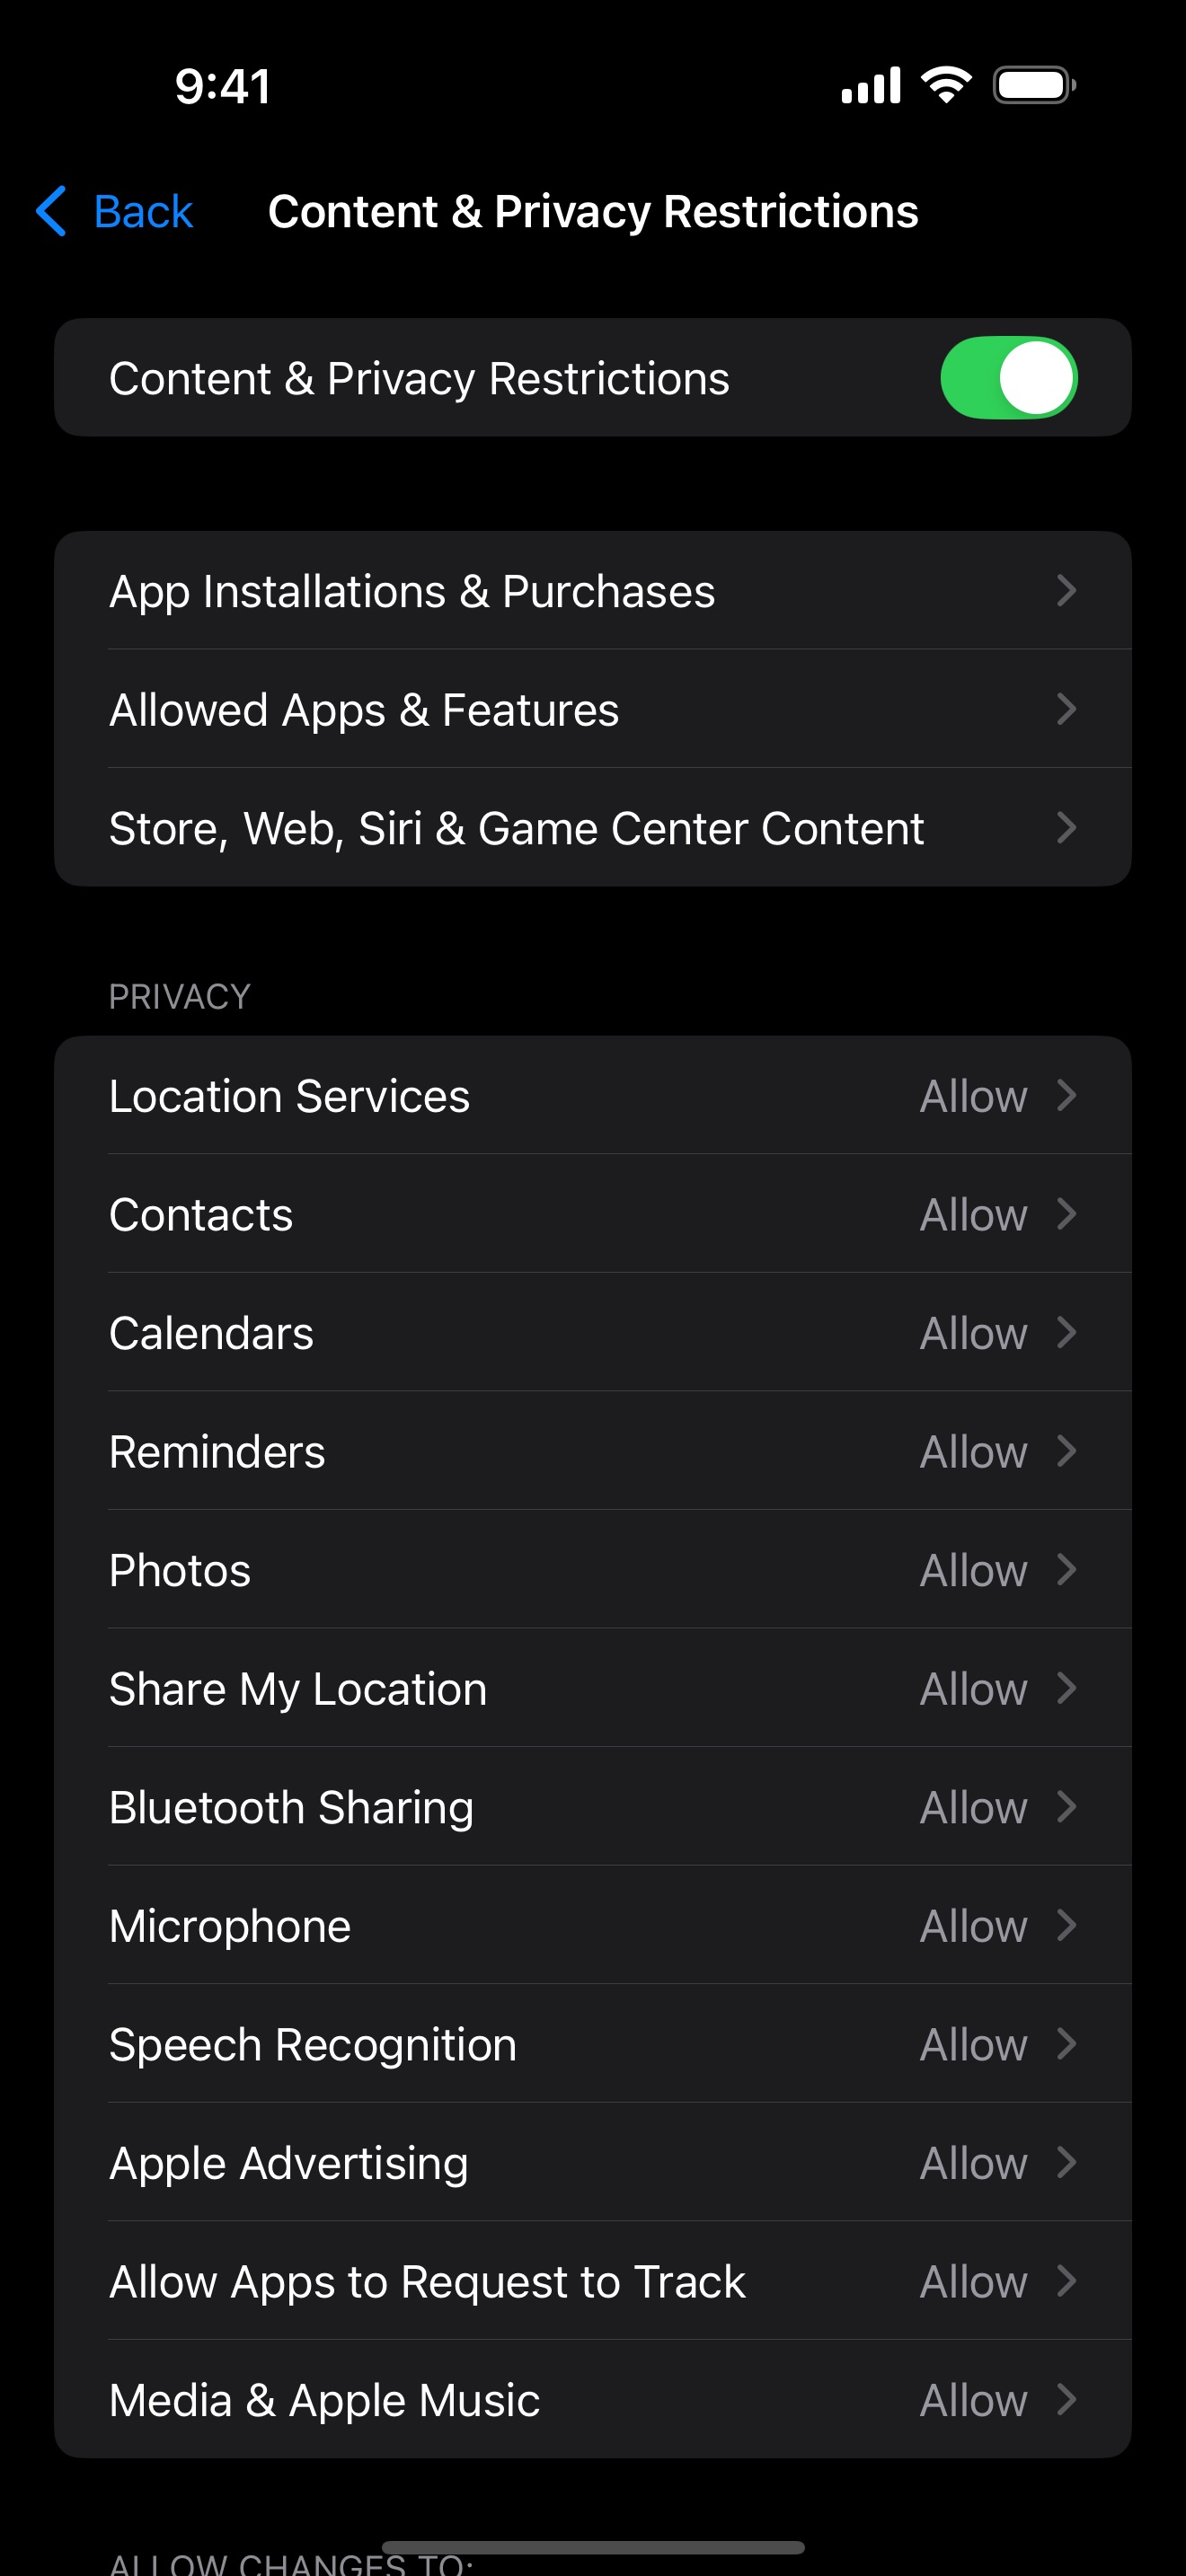 9:41
Back
Content & Privacy Restrictions
Content & Privacy Restrictions
App Installations & Purchases
Allowed Apps & Features
Store, Web, Siri & Game Center Content
PRIVACY
Location Services Allow
Contacts Allow
Calendars Allow
Reminders Allow
Photos Allow
Share My Location Allow
Bluetooth Sharing Allow
Microphone Allow
Speech Recognition Allow
Apple Advertising Allow
Allow Apps to Request to Track Allow
Media & Apple Music Allow
ALLOW CHANGES TO: